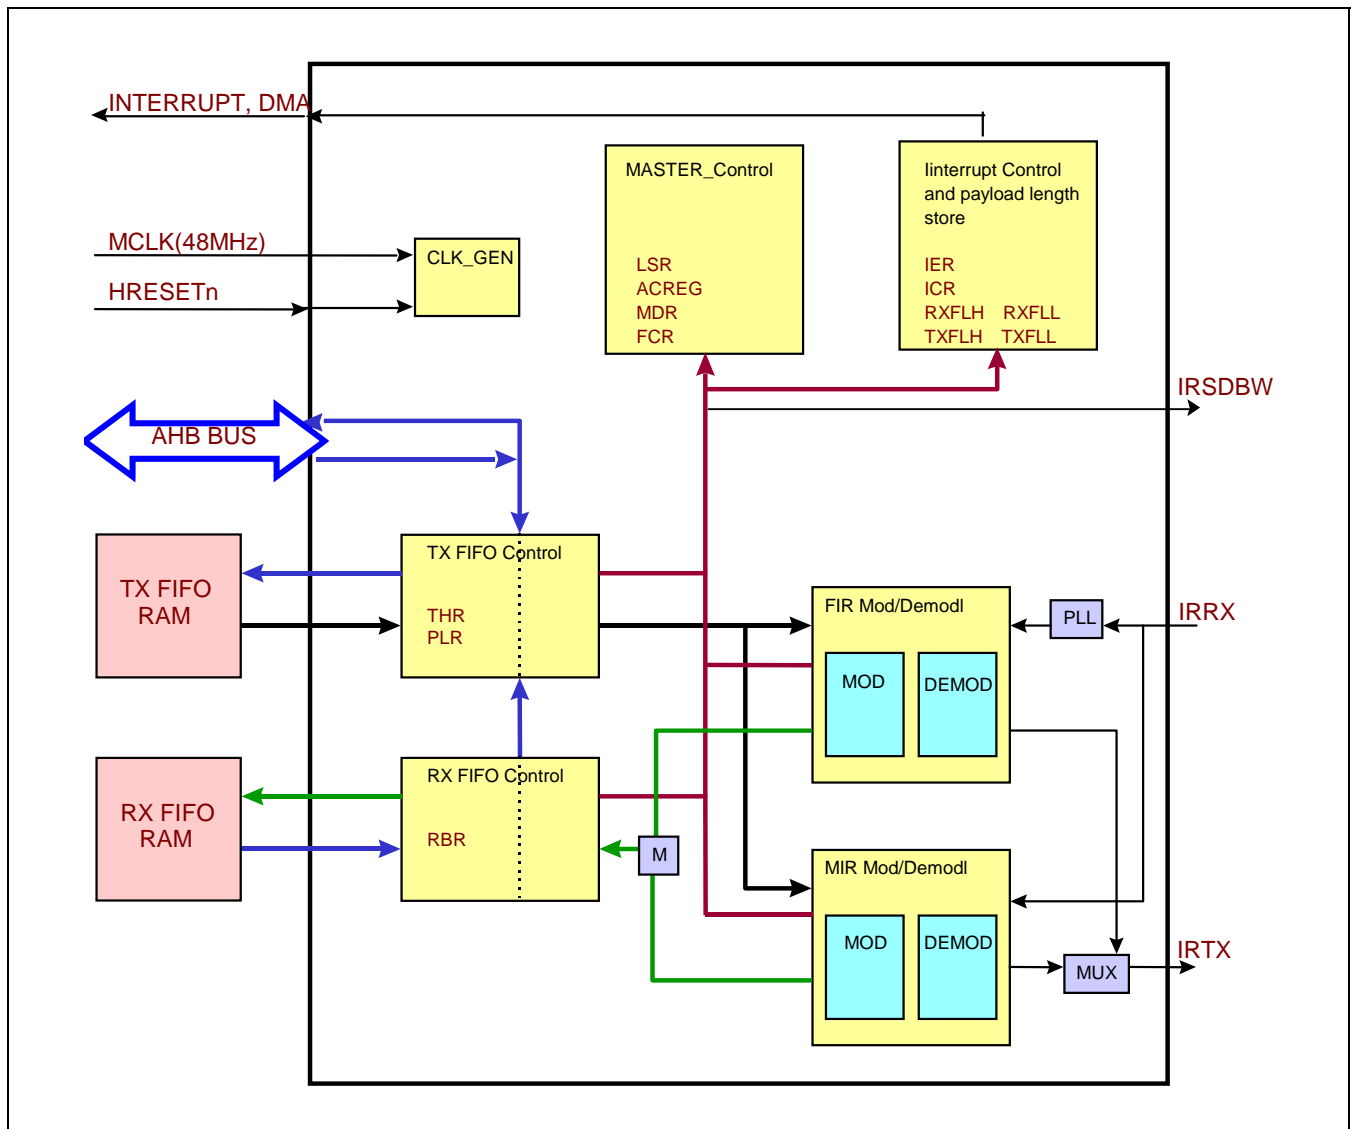 INTERRUPT, DMA
MASTER_Control
LSR
ACREG
MDR
FCR
Iinterrupt Control
and payload length
store
IER
ICR
RXFLH RXFLL
TXFLH TXFLL
MCLK(48MHz)
HRESETn
CLK_GEN
IRSDBW
AHB BUS
TX FIFO
RAM
TX FIFO Control
THR
PLR
FIR Mod/Demodl
MOD
DEMOD
PLL
IRRX
RX FIFO
RAM
RX FIFO Control
RBR
M
MIR Mod/Demodl
MOD
DEMOD
MUX
IRTX